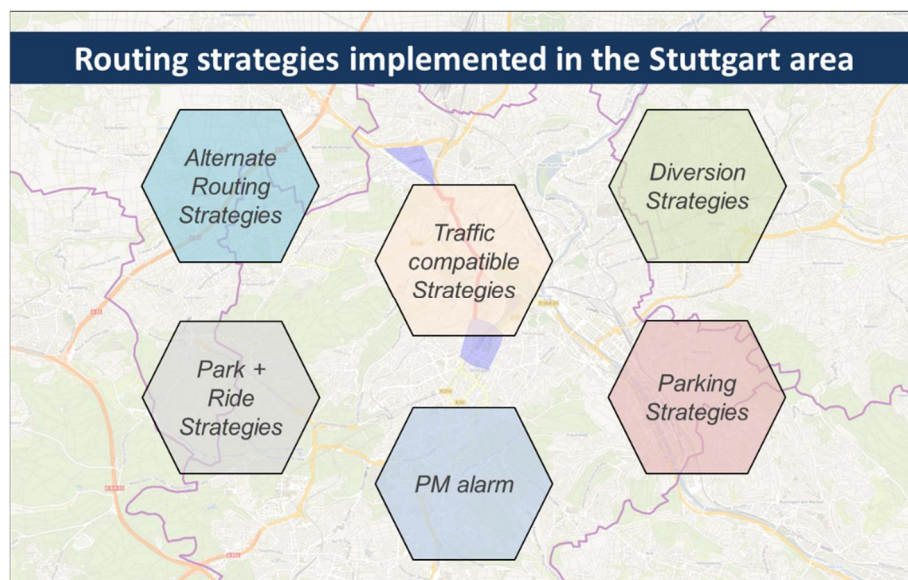 Routing strategies implemented in the Stuttgart area
Alternate
Routing
Strategies
Traffic
compatible
Strategies
Diversion
Strategies
Park +
Ride
Strategies
PM alarm
Parking
Strategies